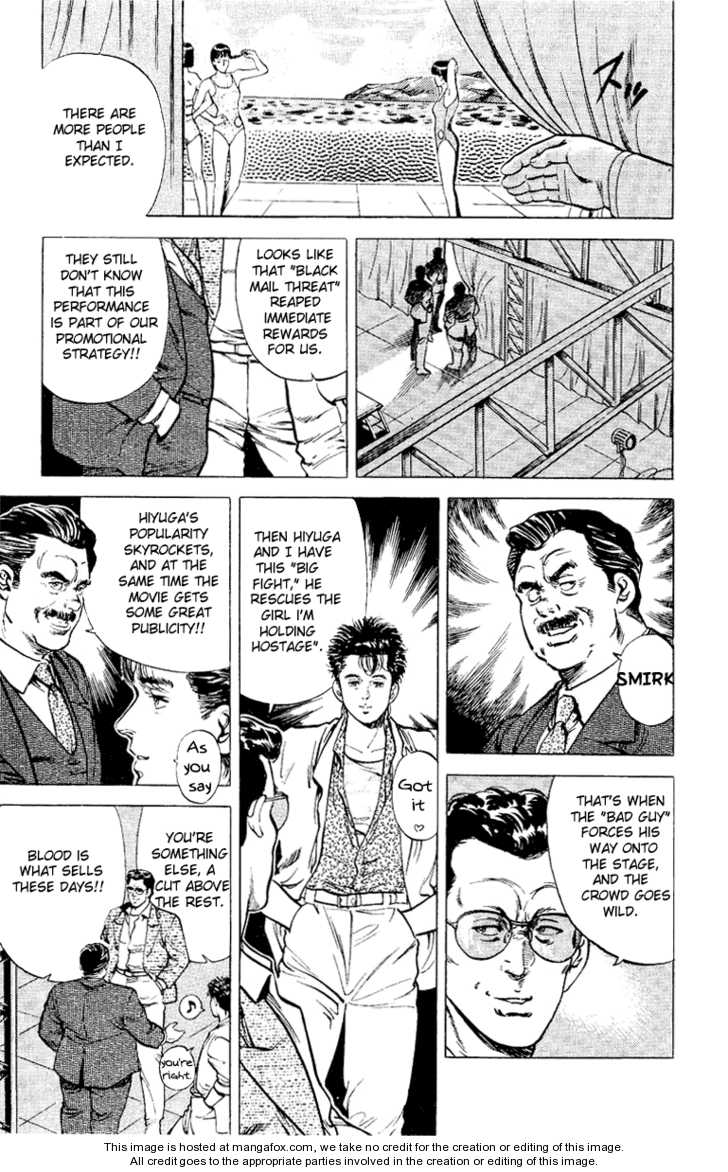 スッ
THERE ARE
MORE PEOPLE
THAN I
EXPECTED.
LOOKS LIKE
THAT "BLACK
MAIL THREAT"
REAPED
IMMEDIATE
REWARDS
FOR US.
THEY STILL
DON'T KNOW
THAT THIS
PERFORMANCE
IS PART OF OUR
PROMOTIONAL
STRATEGY!!
SMIRK
THAT'S WHEN
THE "BAD GUY"
FORCES HIS
WAY ONTO
THE STAGE,
AND THE
CROWD GOES
WILD.
THEN HIYUGA
AND I HAVE
THIS "BIG
FIGHT," HE
RESCUES THE
GIRL I'M
HOLDING
HOSTAGE".
Got
it
♡
HIYUGA'S
POPULARITY
SKYROCKETS,
AND AT THE
SAME TIME THE
MOVIE GETS
SOME GREAT
PUBLICITY!!
As
you
say
YOU'RE
SOMETHING
ELSE, A
CUT ABOVE
THE REST.
BLOOD IS
WHAT SELLS
THESE DAYS!!
♪
you're
right.
This image is hosted at mangafox.com, we take no credit for the creation or editing of this image.
All credit goes to the appropriate parties involved in the creation or editing of this image.